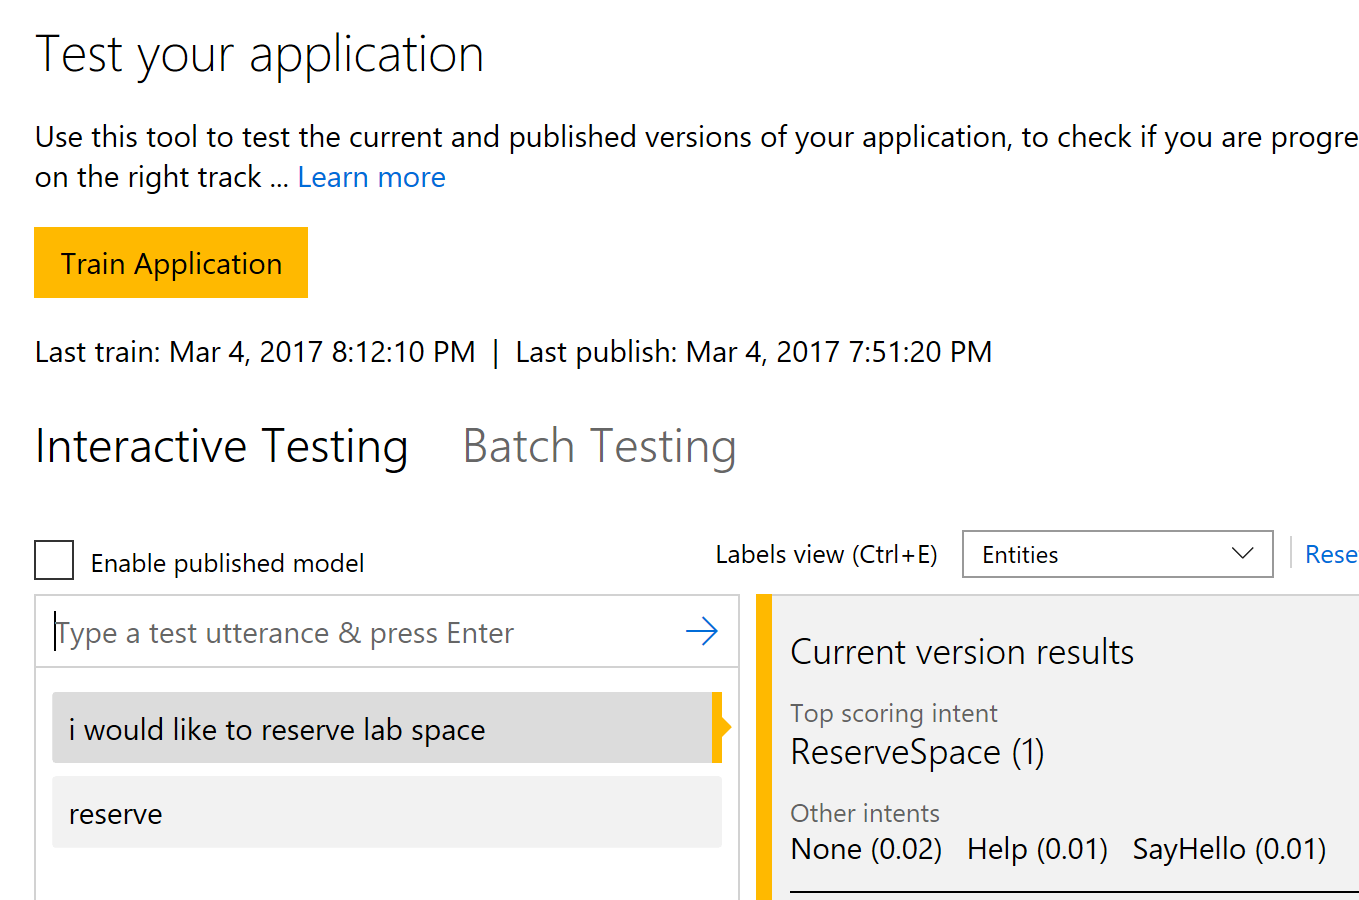 Test your application
Use this tool to test the current and published versions of your application, to check if you are progre
on the right track ... Learn more
Train Application
Last train: Mar 4, 2017 8:12:10 PM | Last publish: Mar 4, 2017 7:51:20 PM
Interactive Testing Batch Testing
Enable published model
Labels view (Ctrl+E) Entities Rese
Type a test utterance & press Enter
i would like to reserve lab space
reserve
Current version results
Top scoring intent
ReserveSpace (1)
Other intents
None (0.02) Help (0.01) SayHello (0.01)